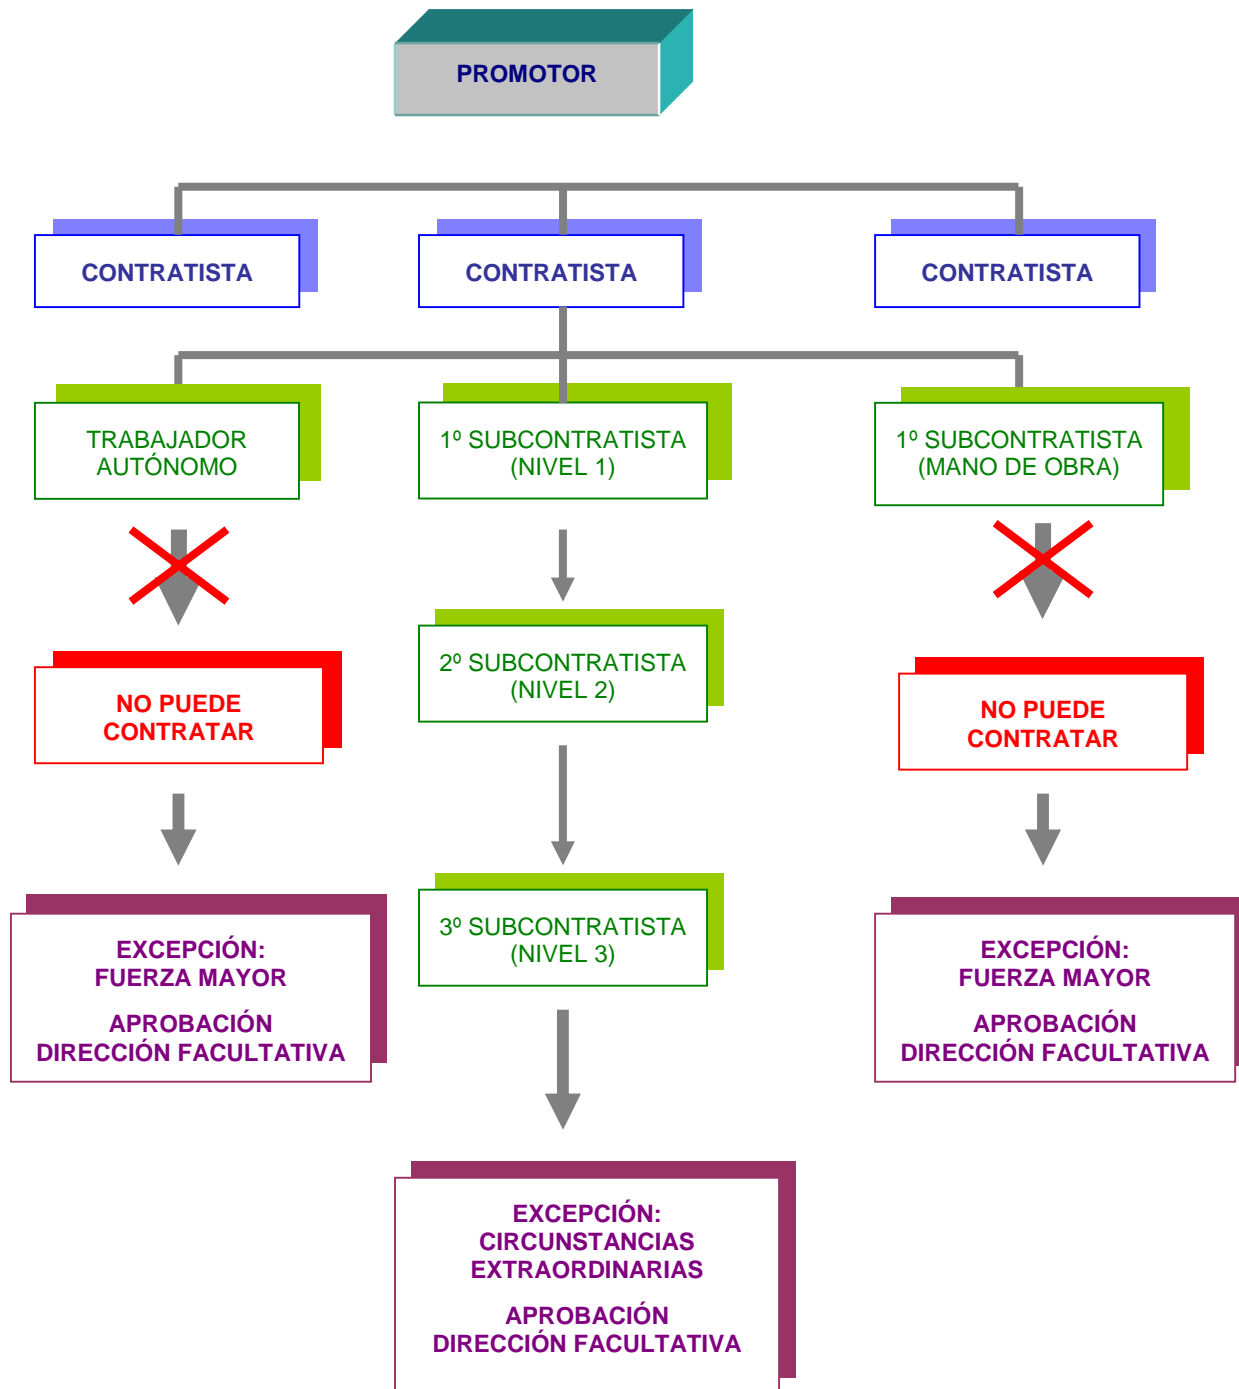 PROMOTOR
CONTRATISTA
CONTRATISTA
CONTRATISTA
TRABAJADOR
AUTÓNOMO
1º SUBCONTRATISTA
(NIVEL 1)
1º SUBCONTRATISTA
(MANO DE OBRA)
2º SUBCONTRATISTA
(NIVEL 2)
NO PUEDE
CONTRATAR
NO PUEDE
CONTRATAR
3º SUBCONTRATISTA
(NIVEL 3)
EXCEPCIÓN:
FUERZA MAYOR
APROBACIÓN
DIRECCIÓN FACULTATIVA
EXCEPCIÓN:
FUERZA MAYOR
APROBACIÓN
DIRECCIÓN FACULTATIVA
EXCEPCIÓN:
CIRCUNSTANCIAS
EXTRAORDINARIAS
APROBACIÓN
DIRECCIÓN FACULTATIVA